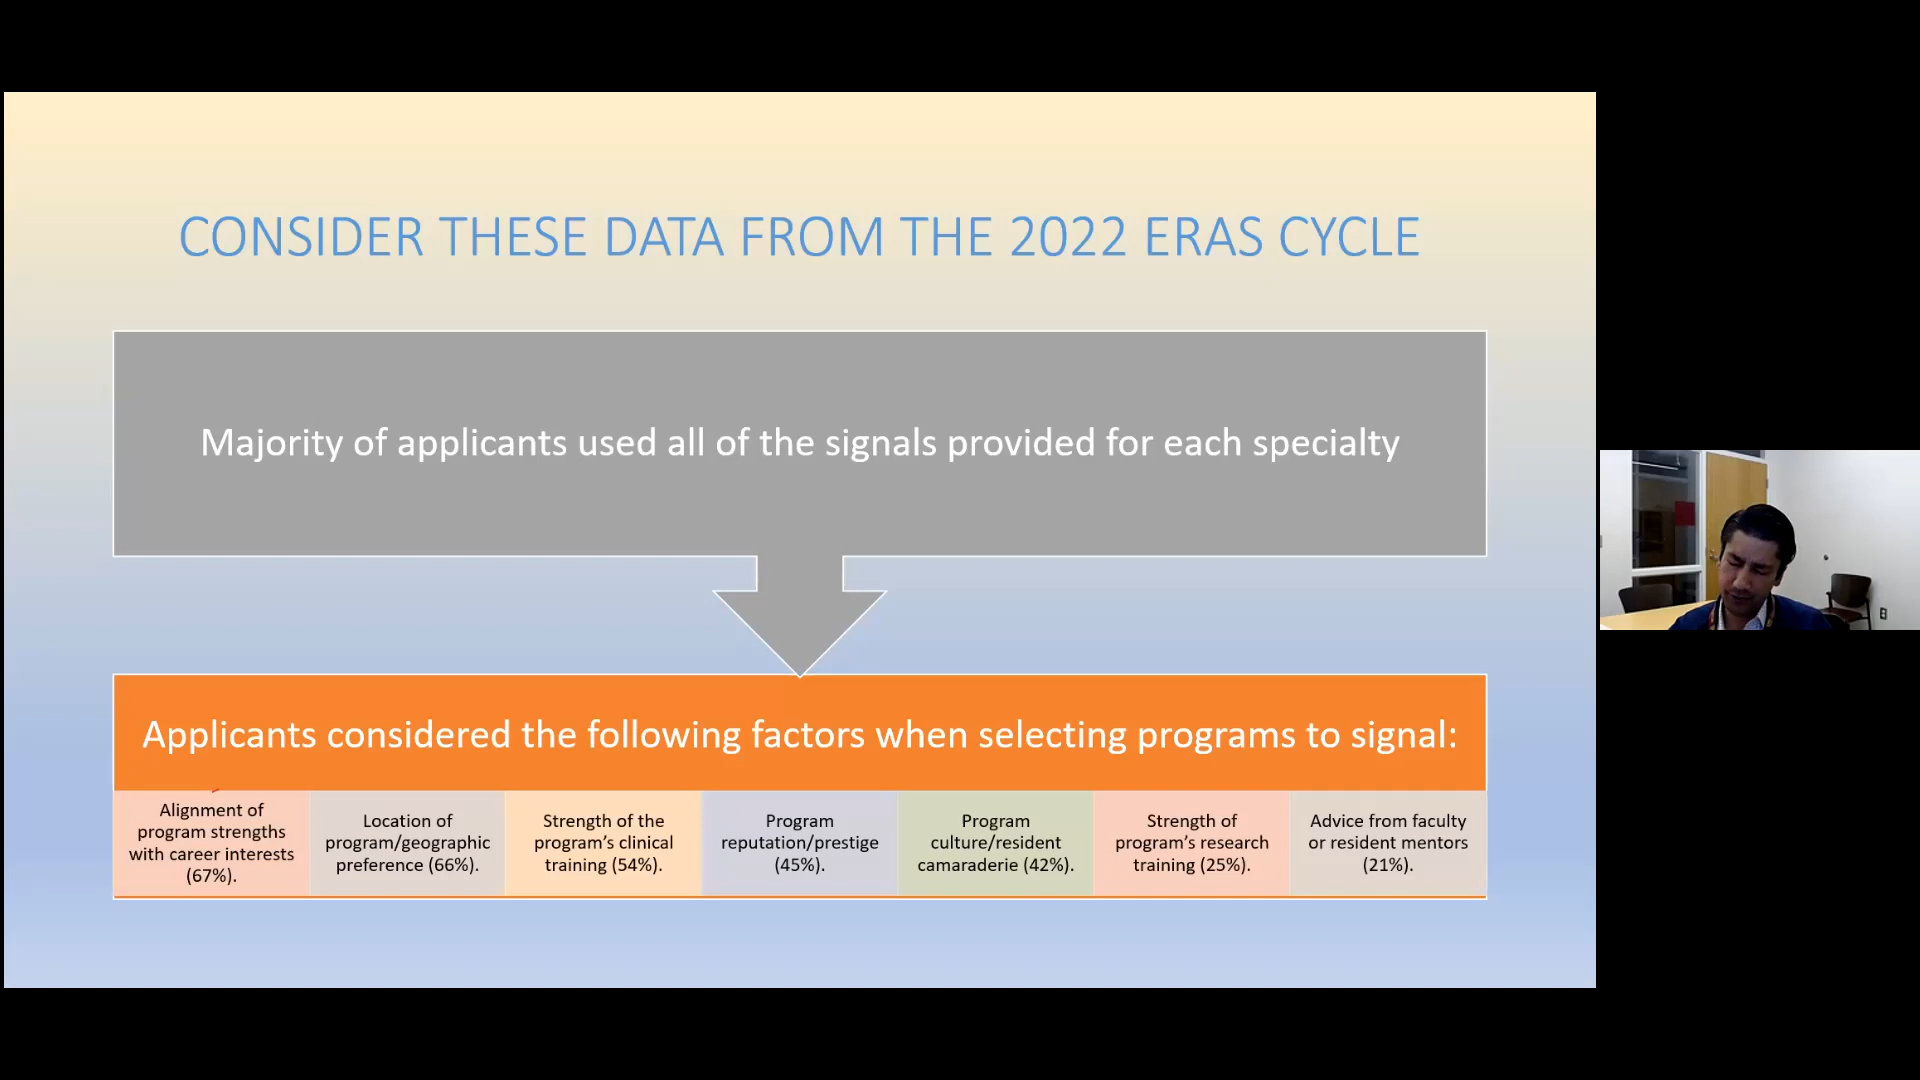 CONSIDER THESE DATA FROM THE 2022 ERAS CYCLE
Majority of applicants used all of the signals provided for each specialty
Applicants considered the following factors when selecting programs to signal:
Alignment of
program strengths
with career interests
(67%).
Location of
program/geographic
preference (66%).
Strength of the
program’s clinical
training (54%).
Program
reputation/prestige
(45%).
Program
culture/resident
camaraderie (42%).
Strength of
program’s research
training (25%).
Advice from faculty
or resident mentors
(21%).